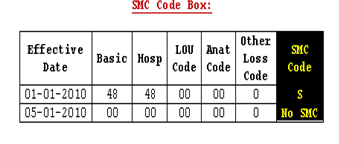 SMC Code Box:
Effective Date Basic Hosp LOU Code Anat Code Other Loss Code SMC Code
01-01-2010 48 48 00 00 0 S
05-01-2010 00 00 00 00 0 No SMC